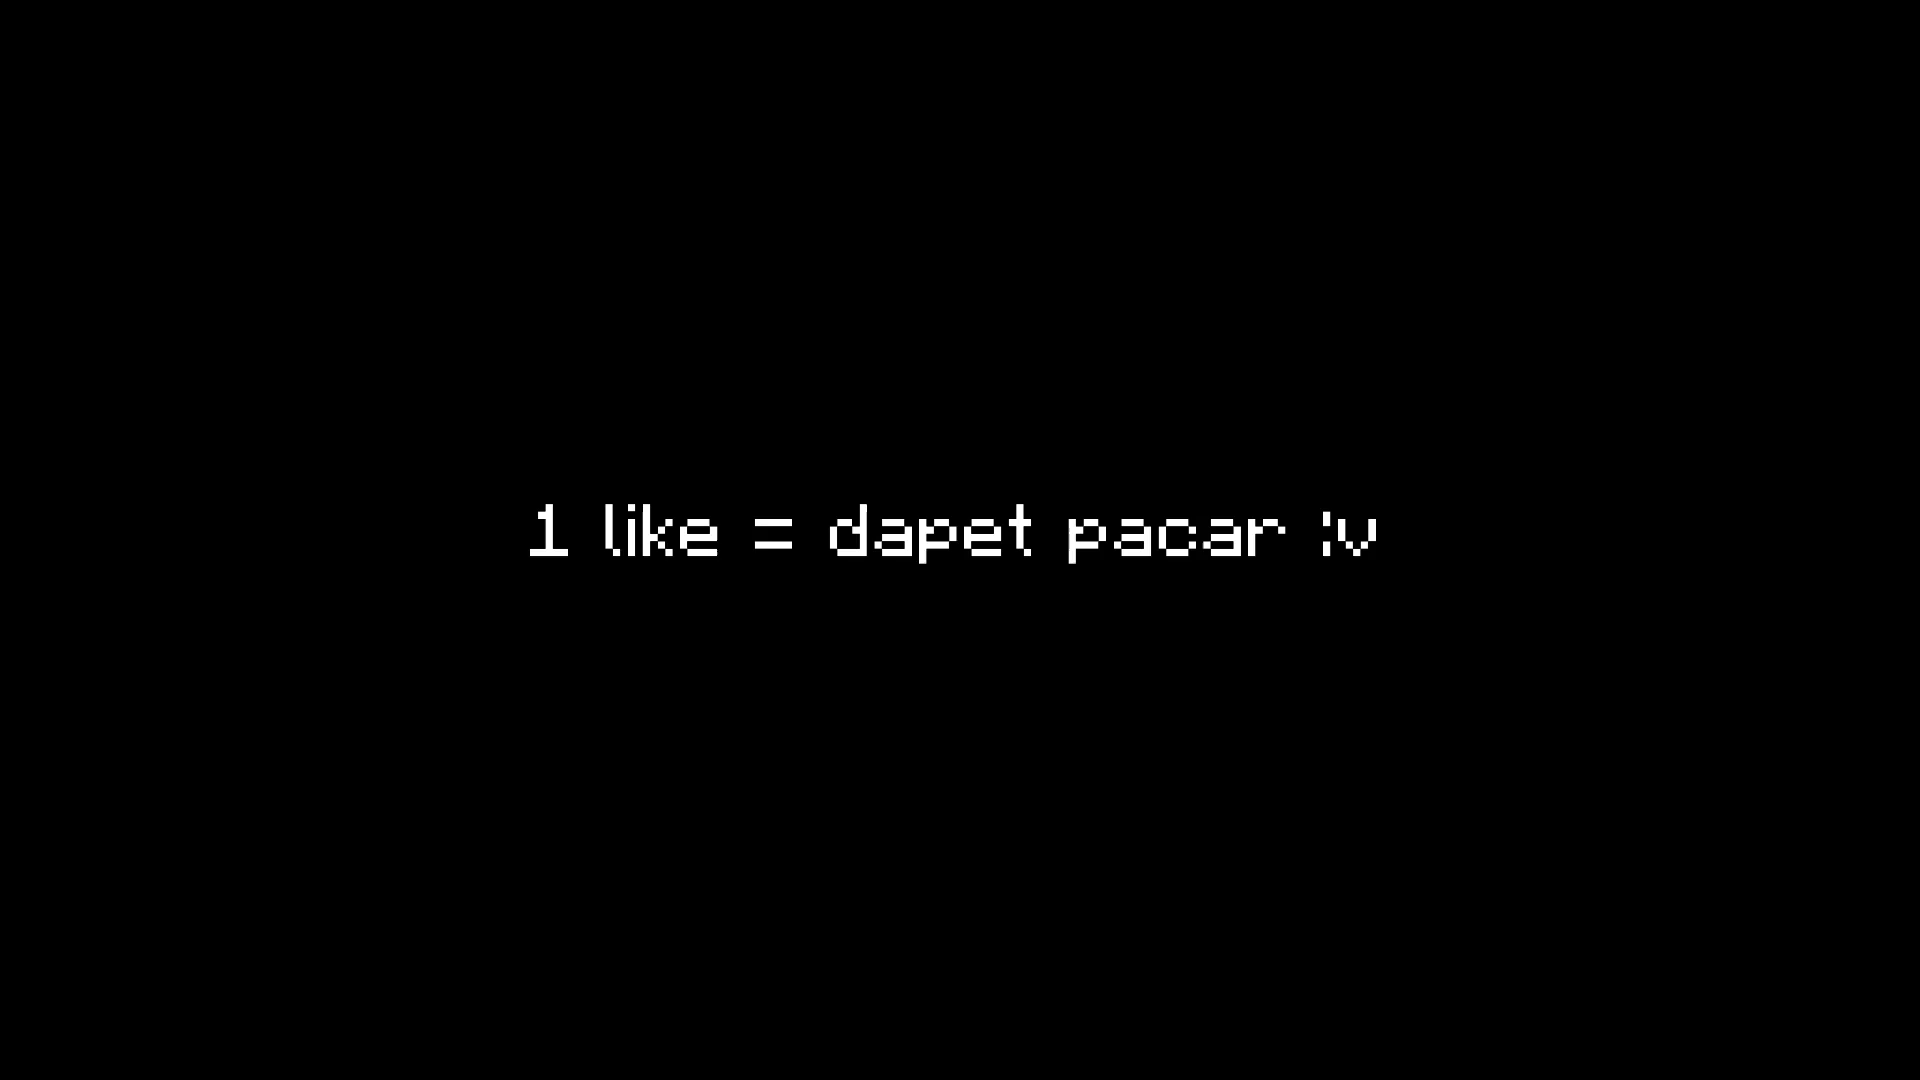 1 like = dapet pacar :v